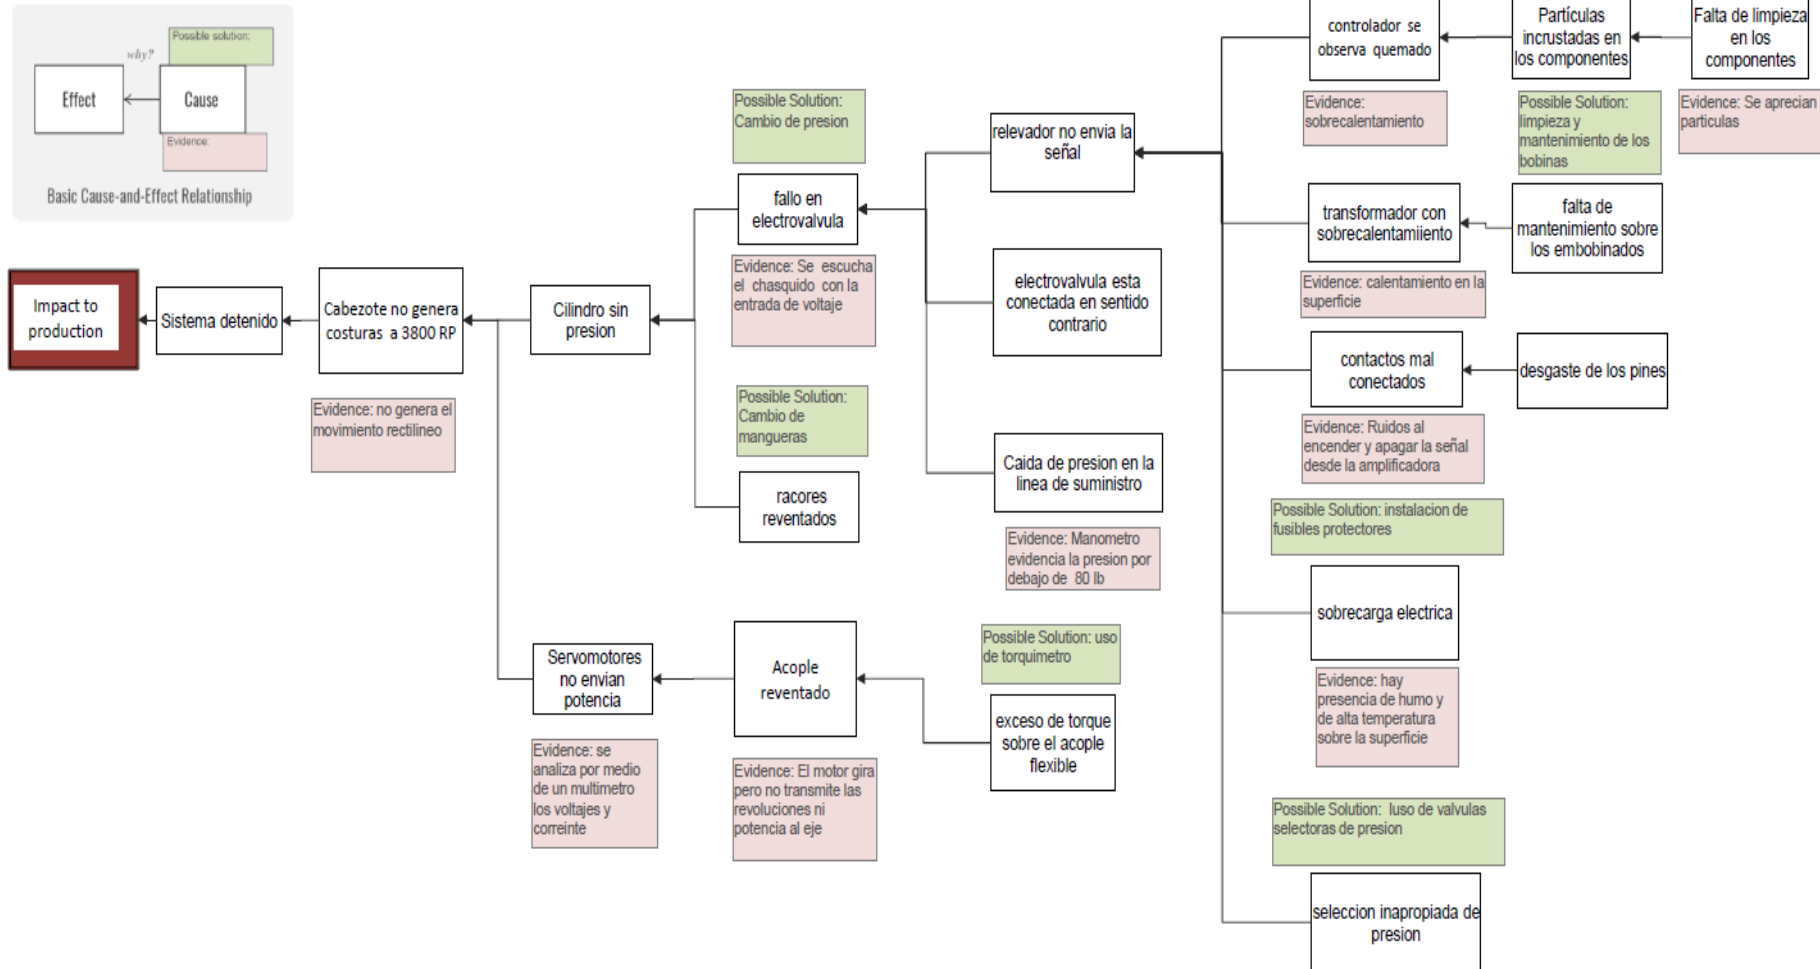 Possible solution:
why?
Effect
Cause
Evidence:
Basic Cause-and-Effect Relationship
Impact to
production
Sistema detenido
Cabezote no genera
costuras a 3800 RP
Evidence: no genera el
movimiento rectilineo
Cilindro sin
presion
Possible Solution:
Cambio de presion
fallo en
electrovalvula
Evidence: Se escucha
el chasquido con la
entrada de voltaje
Possible Solution:
Cambio de
mangueras
racores
reventados
Servomotores
no envian
potencia
Evidence: se
analiza por medio
de un multimetro
los voltajes y
correinte
Acople
reventado
Evidence: El motor gira
pero no transmite las
revoluciones ni
potencia al eje
relevador no envia la
señal
electrovalvula esta
conectada en sentido
contrario
Caida de presion en la
linea de suministro
Evidence: Manometro
evidencia la presion por
debajo de 80 lb
Possible Solution: uso
de torquimetro
exceso de torque
sobre el acople
flexible
controlador se
observa quemado
Evidence:
sobrecalentamiento
Partículas
incrustadas en
los componentes
Possible Solution:
limpieza y
mantenimiento de los
bobinas
Falta de limpieza
en los
componentes
Evidence: Se aprecian
particulas
transformador con
sobrecalentamiiento
Evidence: calentamiento en la
superficie
falta de
mantenimiento sobre
los embobinados
contactos mal
conectados
Evidence: Ruidos al
encender y apagar la señal
desde la amplificadora
desgaste de los pines
Possible Solution: instalacion de
fusibles protectores
sobrecarga electrica
Evidence: hay
presencia de humo y
de alta temperatura
sobre la superficie
Possible Solution: luso de valvulas
selectoras de presion
seleccion inapropiada de
presion